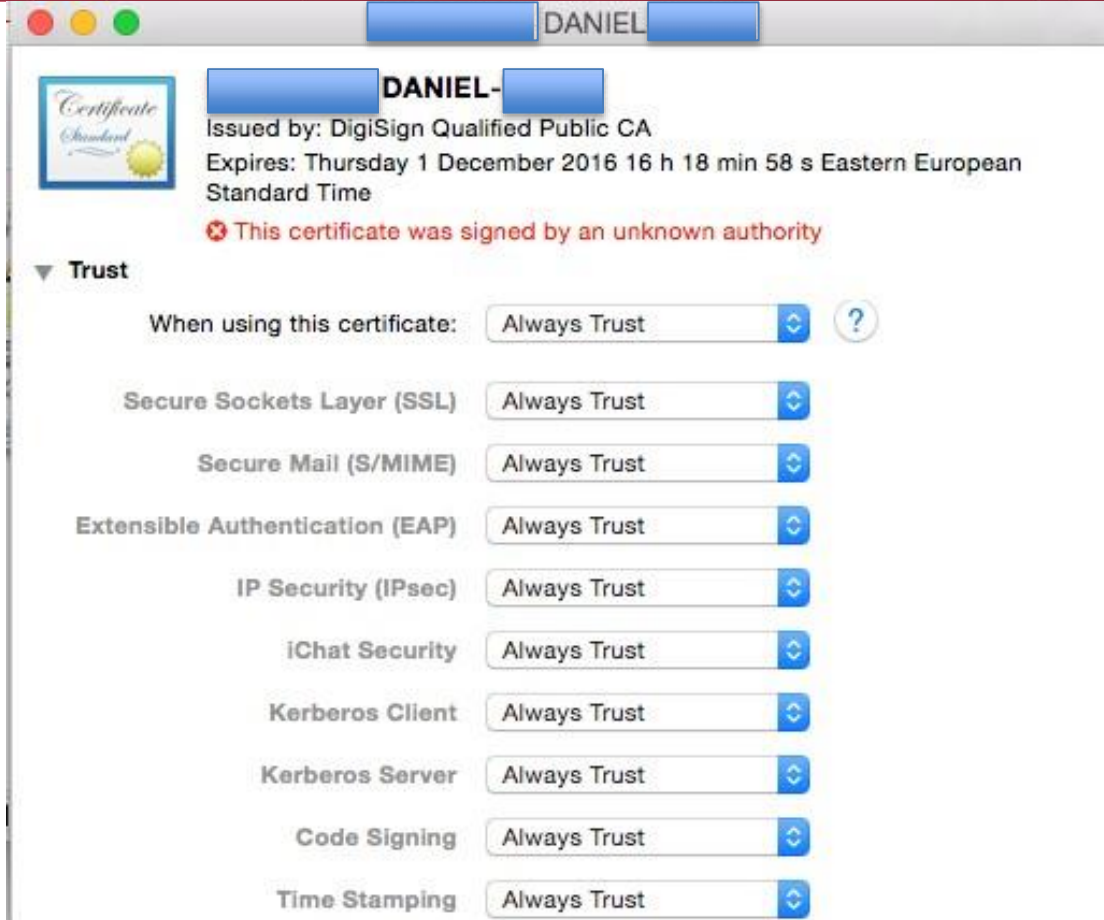 DANIEL
Certificate
Standard
DANIEL-
Issued by: DigiSign Qualified Public CA
Expires: Thursday 1 December 2016 16 h 18 min 58 s Eastern European
Standard Time
This certificate was signed by an unknown authority
Trust
When using this certificate: Always Trust ?
Secure Sockets Layer (SSL) Always Trust
Secure Mail (S/MIME) Always Trust
Extensible Authentication (EAP) Always Trust
IP Security (IPsec) Always Trust
iChat Security Always Trust
Kerberos Client Always Trust
Kerberos Server Always Trust
Code Signing Always Trust
Time Stamping Always Trust